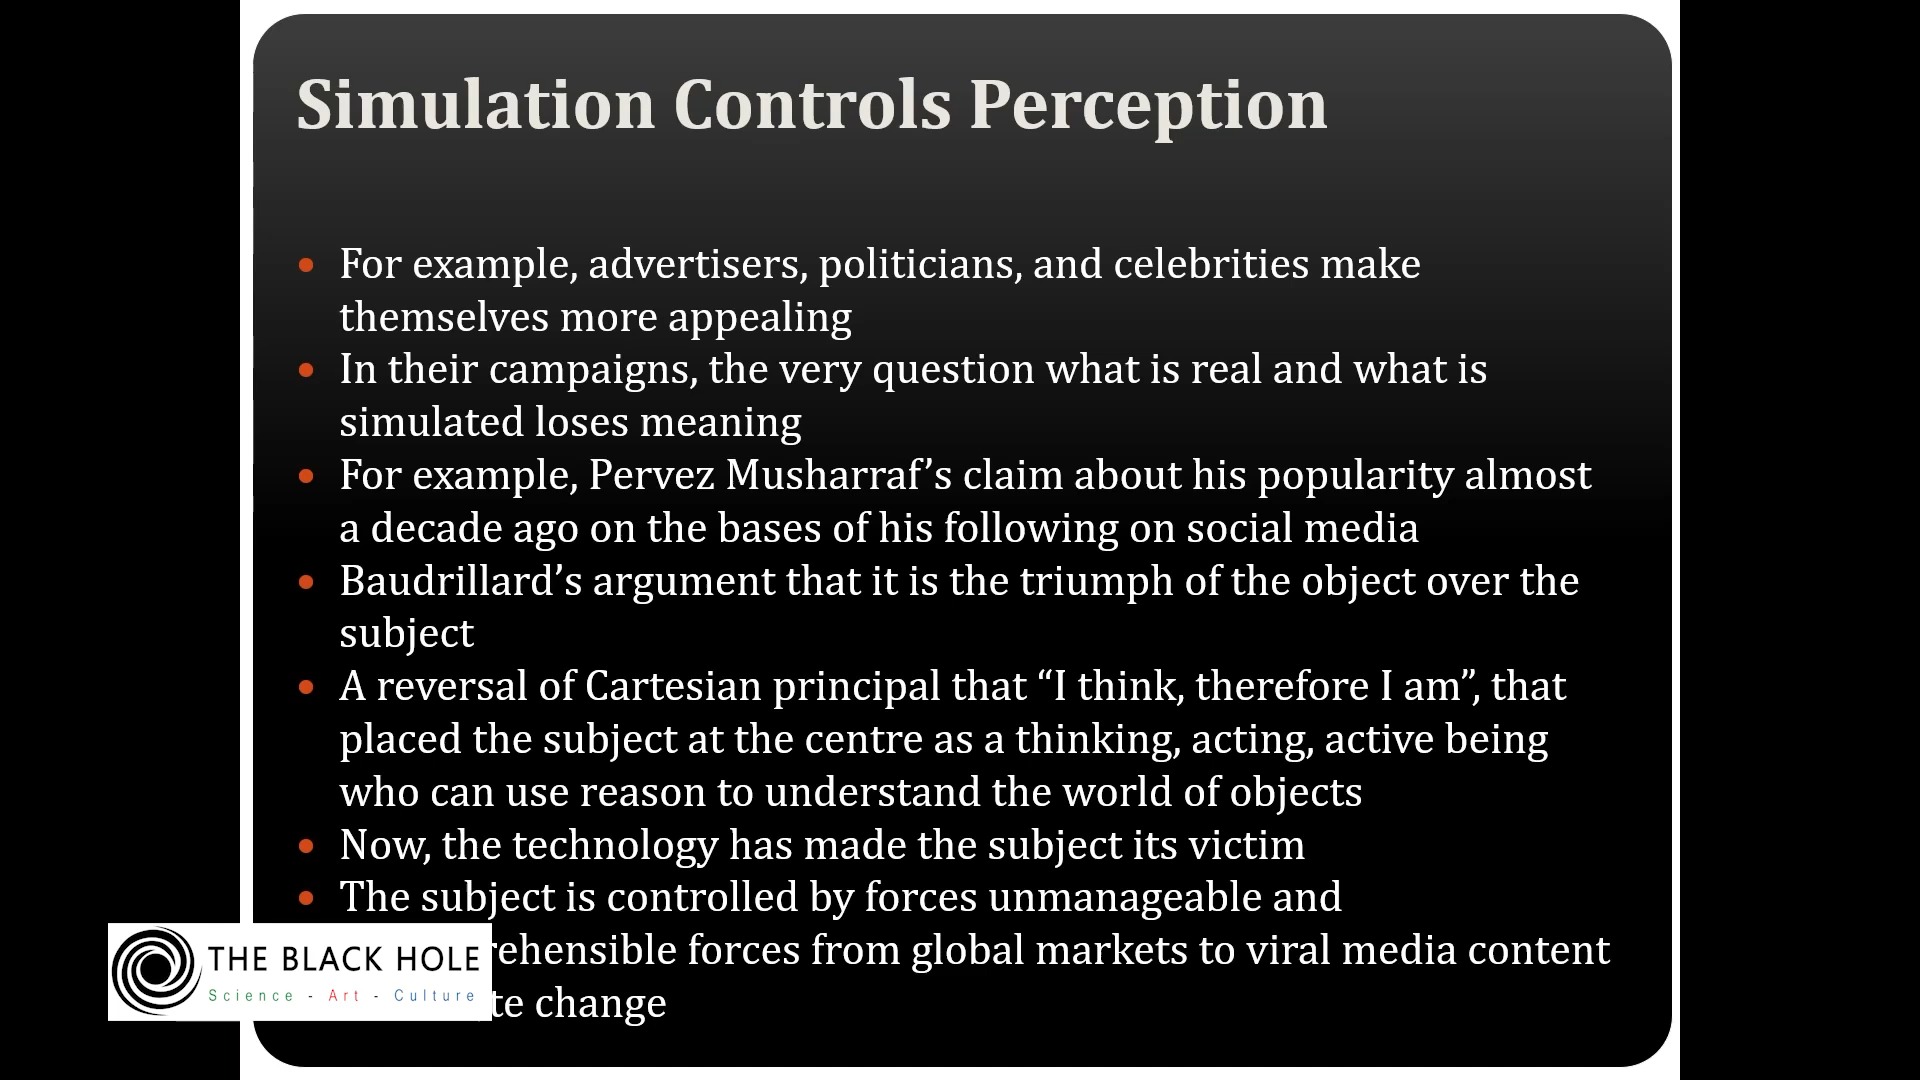 Simulation Controls Perception
• For example, advertisers, politicians, and celebrities make
themselves more appealing
• In their campaigns, the very question what is real and what is
simulated loses meaning
• For example, Pervez Musharraf’s claim about his popularity almost
a decade ago on the bases of his following on social media
• Baudrillard’s argument that it is the triumph of the object over the
subject
• A reversal of Cartesian principal that “I think, therefore I am”, that
placed the subject at the centre as a thinking, acting, active being
who can use reason to understand the world of objects
• Now, the technology has made the subject its victim
• The subject is controlled by forces unmanageable and
forces from global markets to viral media content
change
THE BLACK HOLE
Science - Art - Culture